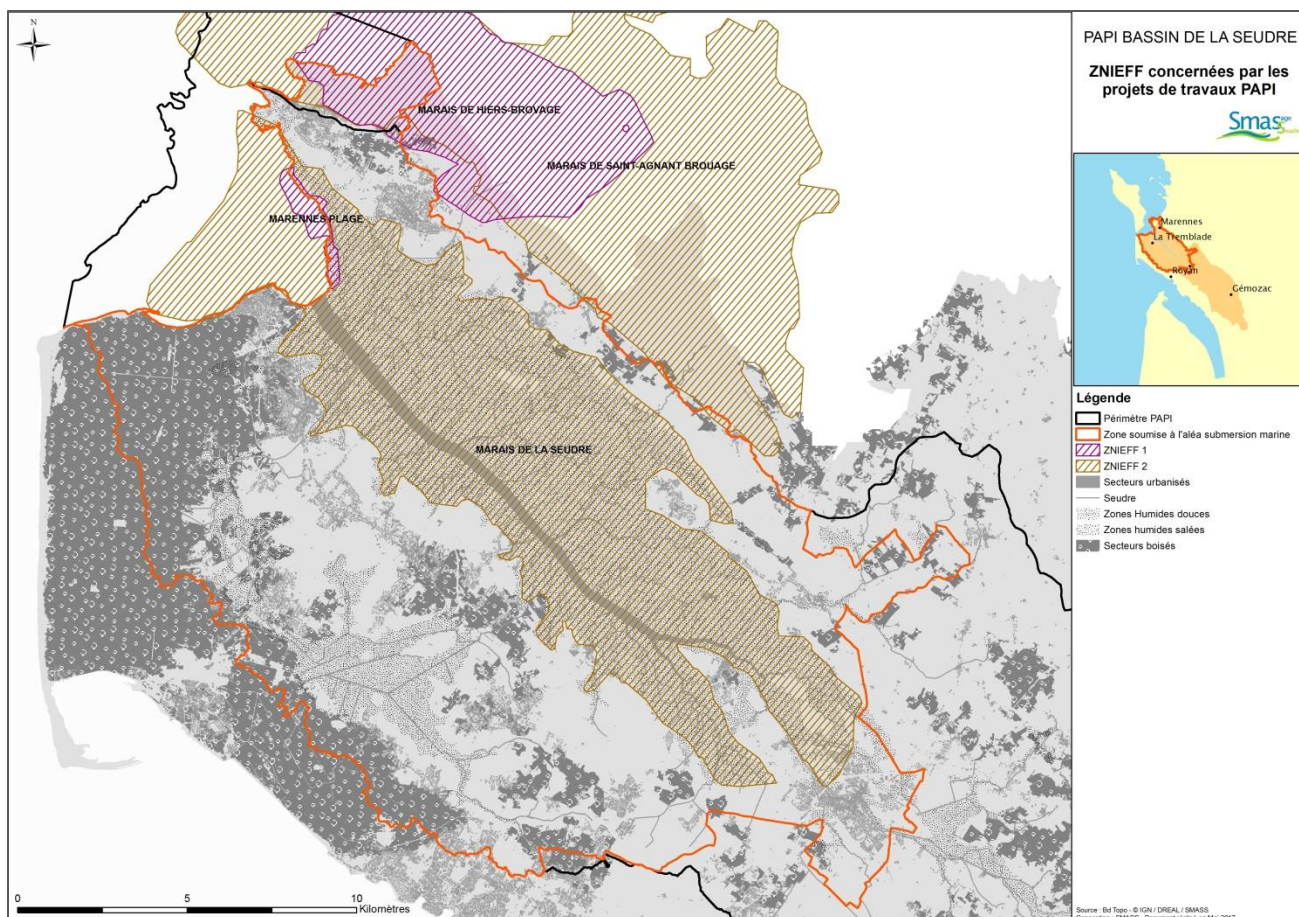 N
MARAIS DE HIERS-BROVAGE
MARAIS DE SAINT-AGNANT BROUAGE
MARENNES PLAGE
MARAIS DE LA SEUDRE
0 5 10
Kilomètres
PAPI BASSIN DE LA SEUDRE
ZNIEFF concernées par les
projets de travaux PAPI
Smas
age
Seudre
Marennes
La Tremblade
Royan
Gémozac
Légende
Périmètre PAPI
Zone soumise à l'aléa submersion marine
ZNIEFF 1
ZNIEFF 2
Secteurs urbanisés
Seudre
Zones Humides douces
Zones humides salées
Secteurs boisés
Source : Bd Topo - © IGN / DREAL / SMASS